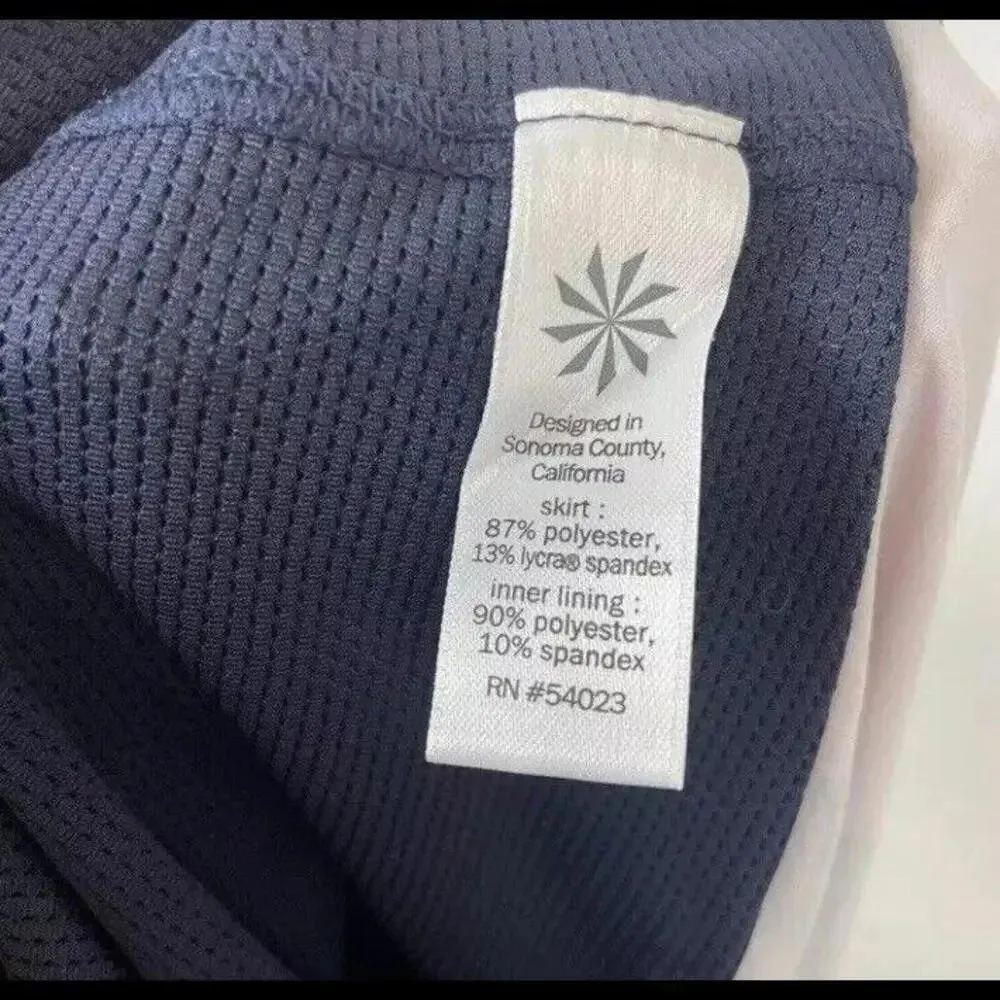 Designed in
Sonoma County,
California
skirt :
87% polyester,
13% lycra® spandex
inner lining :
90% polyester,
10% spandex
RN #54023